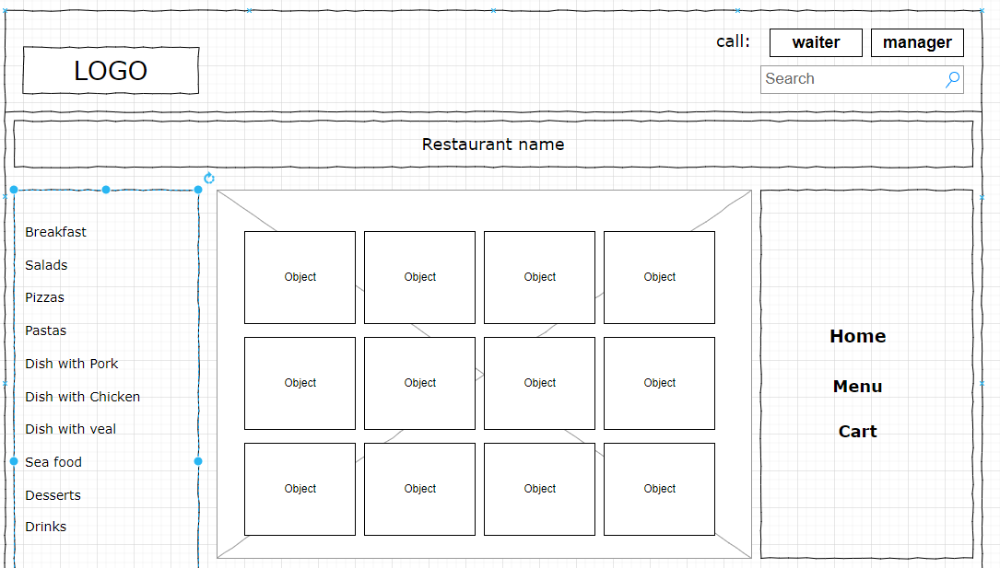 call: waiter manager
LOGO
Search
Restaurant name
Breakfast
Salads
Pizzas
Pastas
Dish with Pork
Dish with Chicken
Dish with veal
Sea food
Desserts
Drinks
Object Object Object Object
Object Object Object Object
Object Object Object Object
Home
Menu
Cart